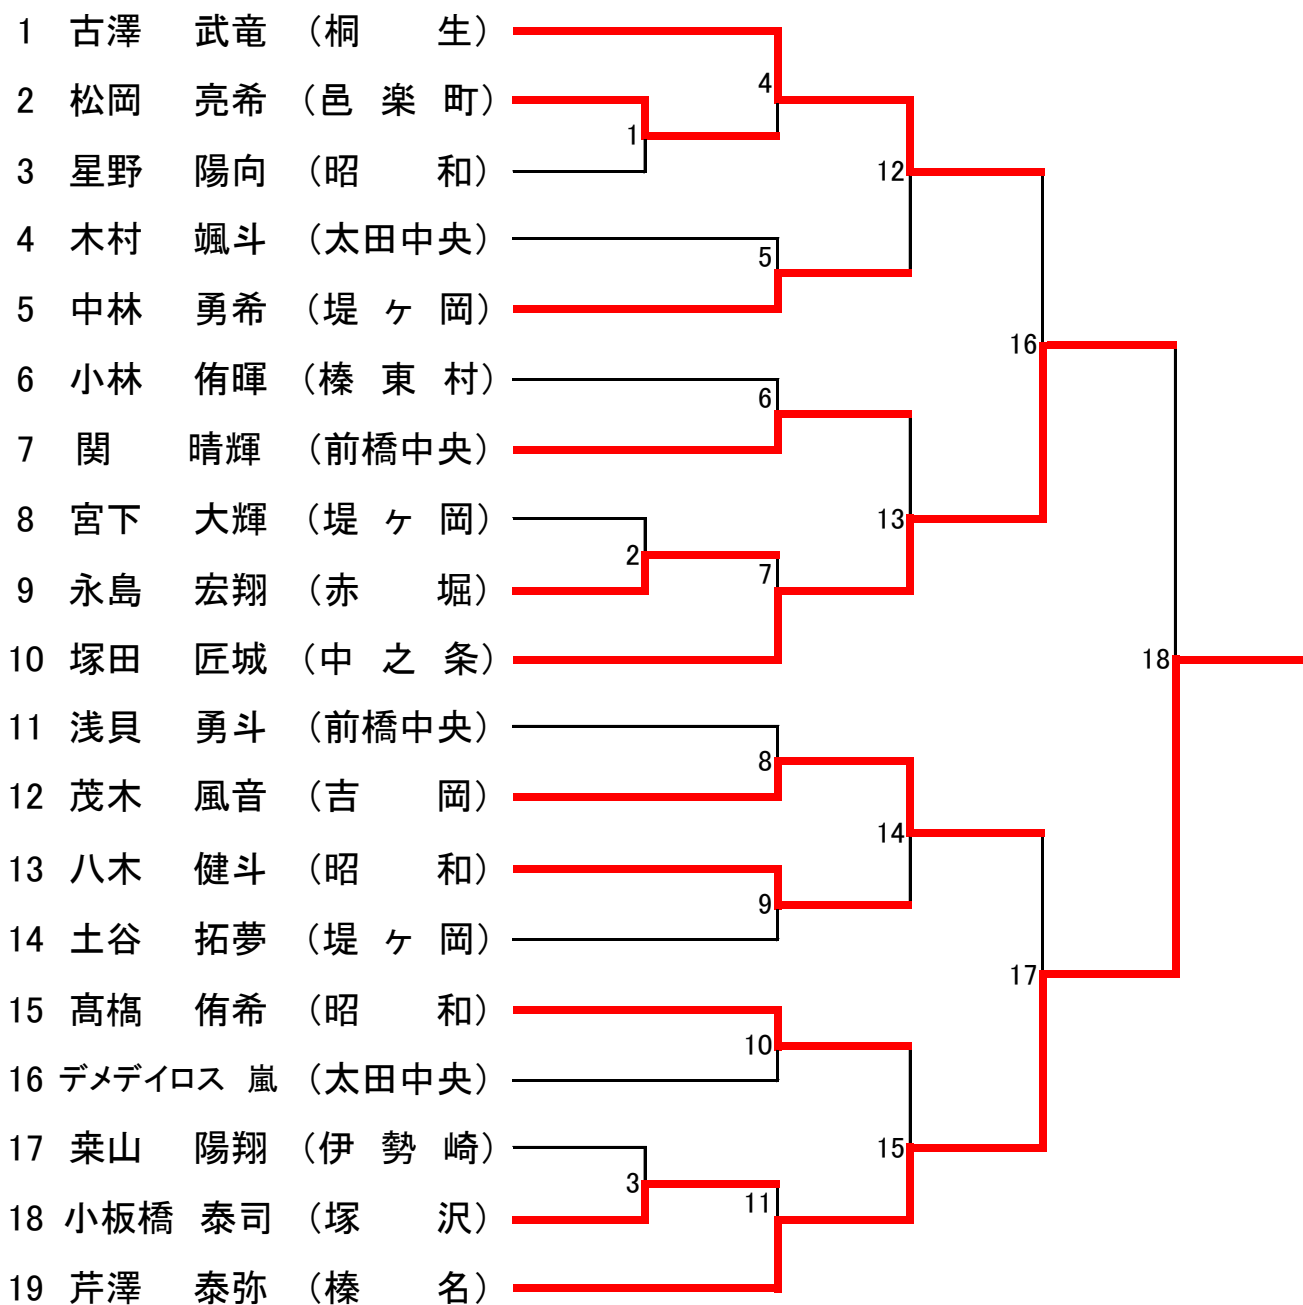 1 古澤 武竜 （桐 生）
4
2 松岡 亮希 （邑 楽 町）
1
3 星野 陽向 （昭 和）
12
4 木村 颯斗 （太田中央）
5
5 中林 勇希 （堤 ヶ 岡）
16
6 小林 侑暉 （榛 東 村）
6
7 関 晴輝 （前橋中央）
8 宮下 大輝 （堤 ヶ 岡）
13
2
7
9 永島 宏翔 （赤 堀）
10 塚田 匠城 （中 之 条）
18
11 浅貝 勇斗 （前橋中央）
8
12 茂木 風音 （吉 岡）
14
13 八木 健斗 （昭 和）
9
14 土谷 拓夢 （堤 ヶ 岡）
17
15 髙槗 侑希 （昭 和）
10
16 デメデイロス 嵐 （太田中央）
17 桒山 陽翔 （伊 勢 崎）
15
3
11
18 小板橋 泰司 （塚 沢）
19 芹澤 泰弥 （榛 名）